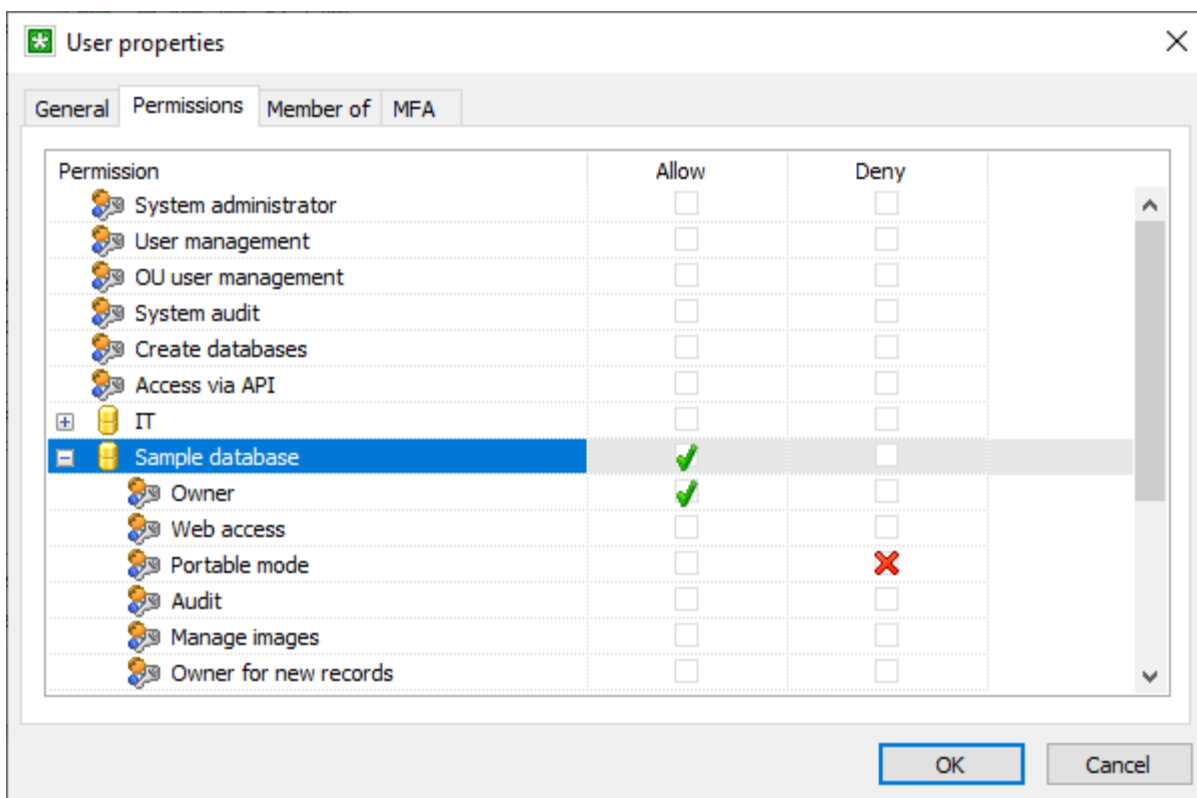 User properties
General Permissions Member of MFA
Permission Allow Deny
System administrator
User management
OU user management
System audit
Create databases
Access via API
IT
Sample database
Owner
Web access
Portable mode
Audit
Manage images
Owner for new records
OK Cancel